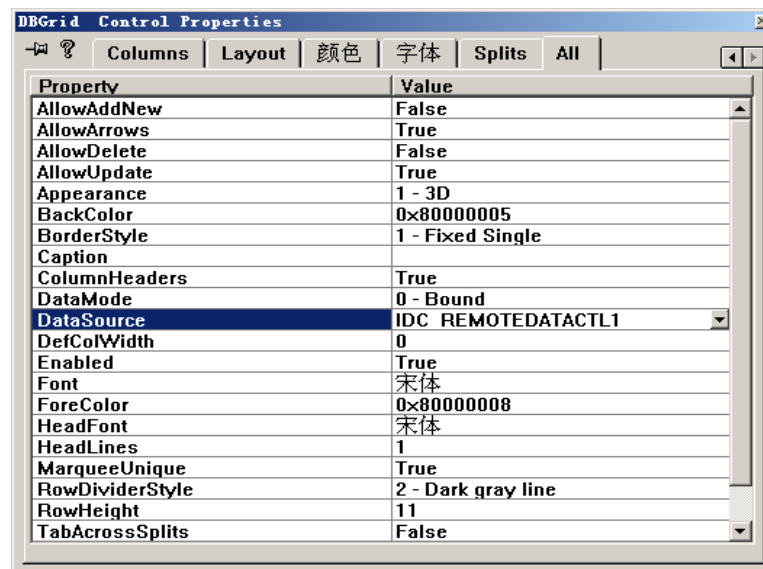 DBGrid Control Properties
? Columns Layout 颜色 字体 Splits All
Property Value
AllowAddNew False
AllowArrows True
AllowDelete False
AllowUpdate True
Appearance 1 - 3D
BackColor 0x80000005
BorderStyle 1 - Fixed Single
Caption
ColumnHeaders True
DataMode 0 - Bound
DataSource IDC_REMOTEDATACTL1
DefColWidth 0
Enabled True
Font 宋体
ForeColor 0x80000008
HeadFont 宋体
HeadLines 1
MarqueeUnique True
RowDividerStyle 2 - Dark gray line
RowHeight 11
TabAcrossSplits False